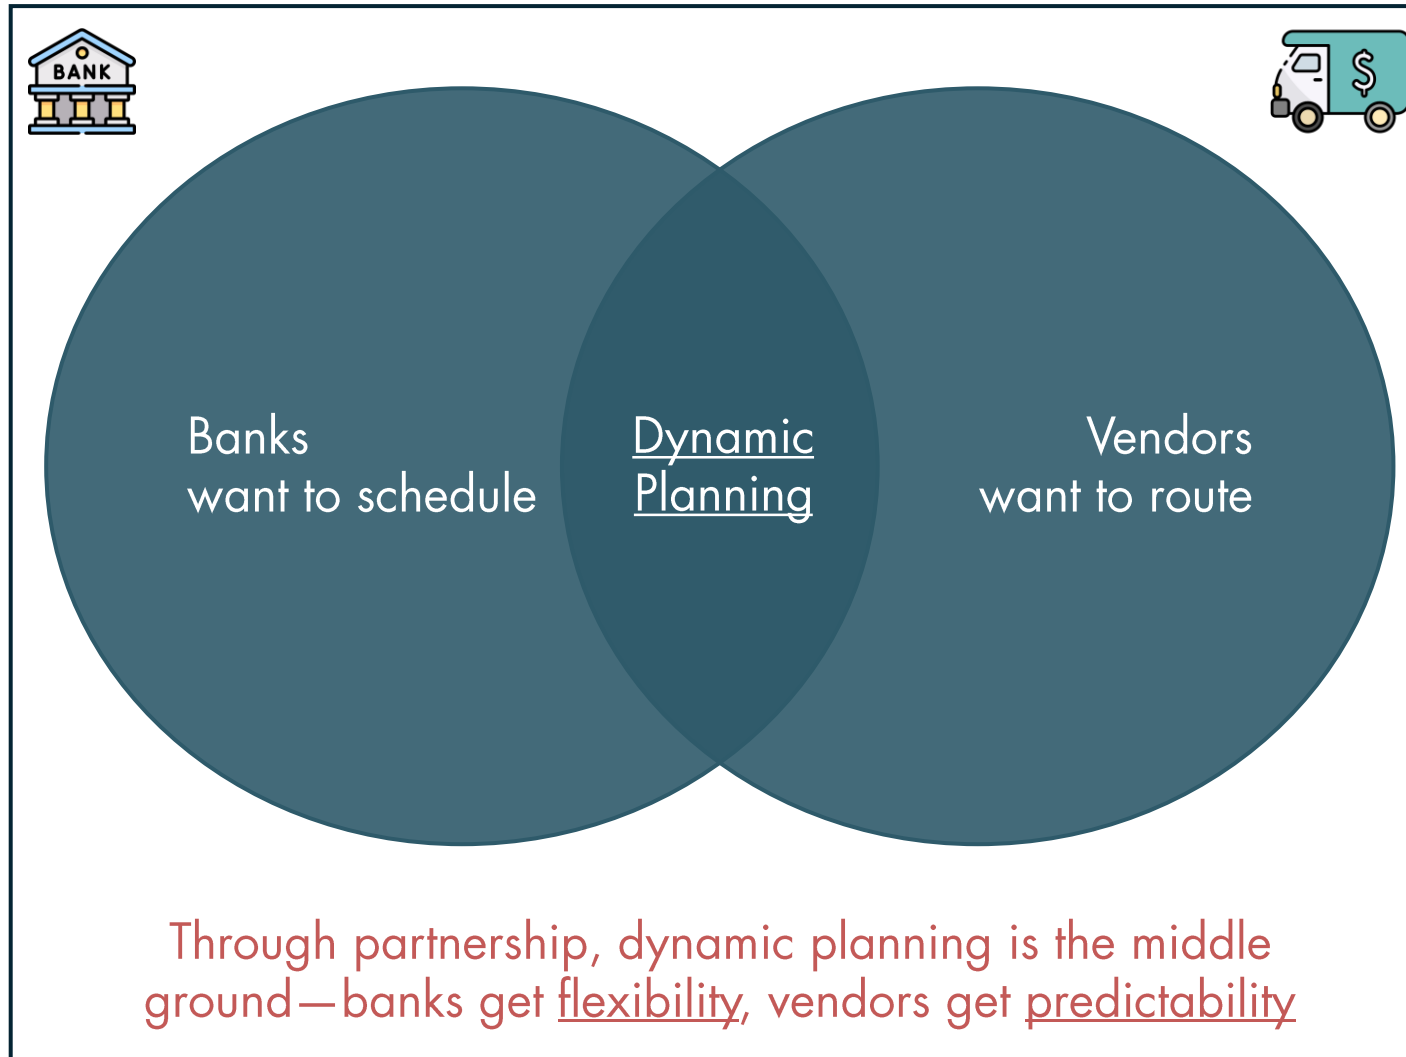 BANK
$
Banks
want to schedule
Dynamic
Planning
Vendors
want to route
Through partnership, dynamic planning is the middle
ground—banks get flexibility, vendors get predictability